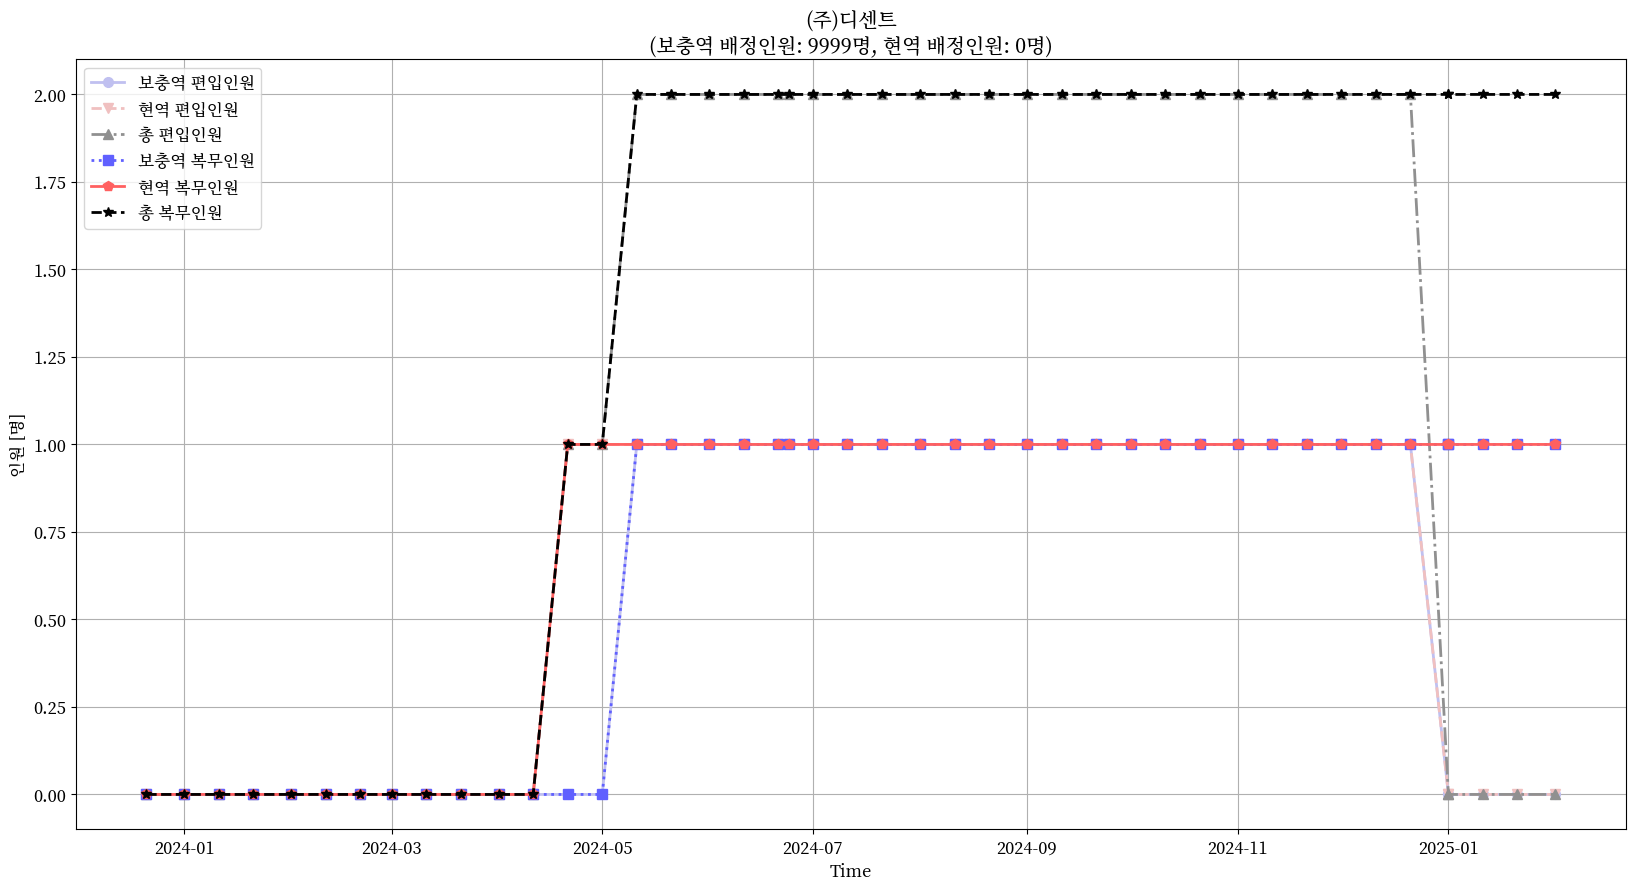 (주)디센트
(보충역 배정인원: 9999명, 현역 배정인원: 0명)
보충역 편입인원
현역 편입인원
총 편입인원
보충역 복무인원
현역 복무인원
총 복무인원
2.00
1.75
1.50
1.25
1.00
0.75
0.50
0.25
0.00
인원 [명]
2024-01 2024-03 2024-05 2024-07 2024-09 2024-11 2025-01
Time